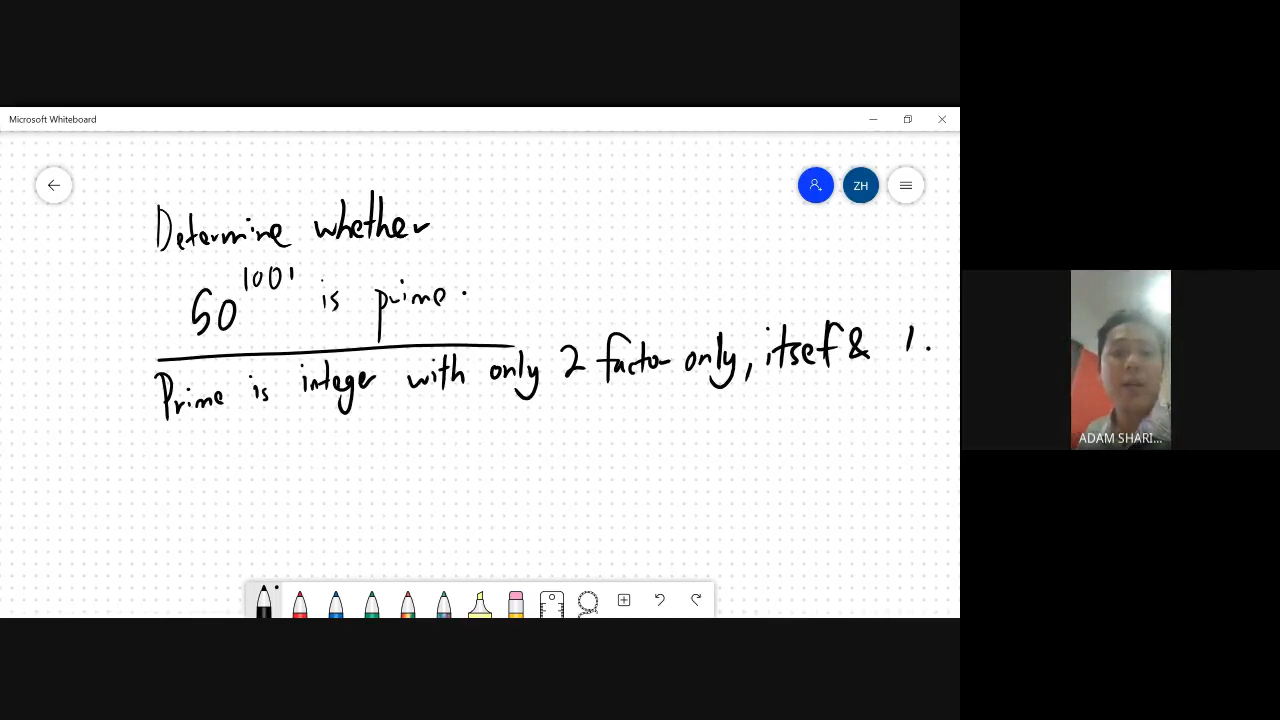 Microsoft Whiteboard
ZH
Determine whether
50^1001 is prime.
Prime is integer with only 2 factor only, itsef & 1.
ADAM SHARI...